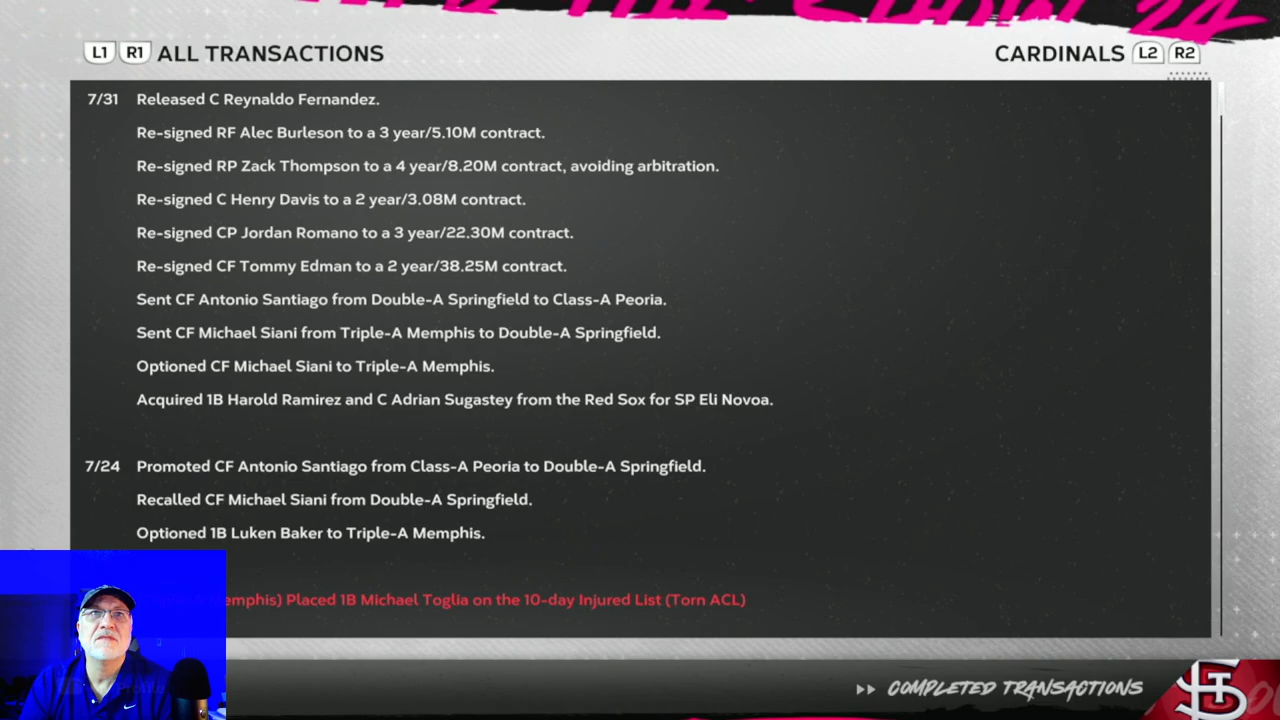 THE SHOW 24
L1 R1 ALL TRANSACTIONS
CARDINALS L2 R2
7/31 Released C Reynaldo Fernandez.
Re-signed RF Alec Burleson to a 3 year/5.10M contract.
Re-signed RP Zack Thompson to a 4 year/8.20M contract, avoiding arbitration.
Re-signed C Henry Davis to a 2 year/3.08M contract.
Re-signed CP Jordan Romano to a 3 year/22.30M contract.
Re-signed CF Tommy Edman to a 2 year/38.25M contract.
Sent CF Antonio Santiago from Double-A Springfield to Class-A Peoria.
Sent CF Michael Siani from Triple-A Memphis to Double-A Springfield.
Optioned CF Michael Siani to Triple-A Memphis.
Acquired 1B Harold Ramirez and C Adrian Sugastey from the Red Sox for SP Eli Novoa.
7/24 Promoted CF Antonio Santiago from Class-A Peoria to Double-A Springfield.
Recalled CF Michael Siani from Double-A Springfield.
Optioned 1B Luken Baker to Triple-A Memphis.
emphis) Placed 1B Michael Toglia on the 10-day Injured List (Torn ACL)
COMPLETED TRANSACTIONS
STL